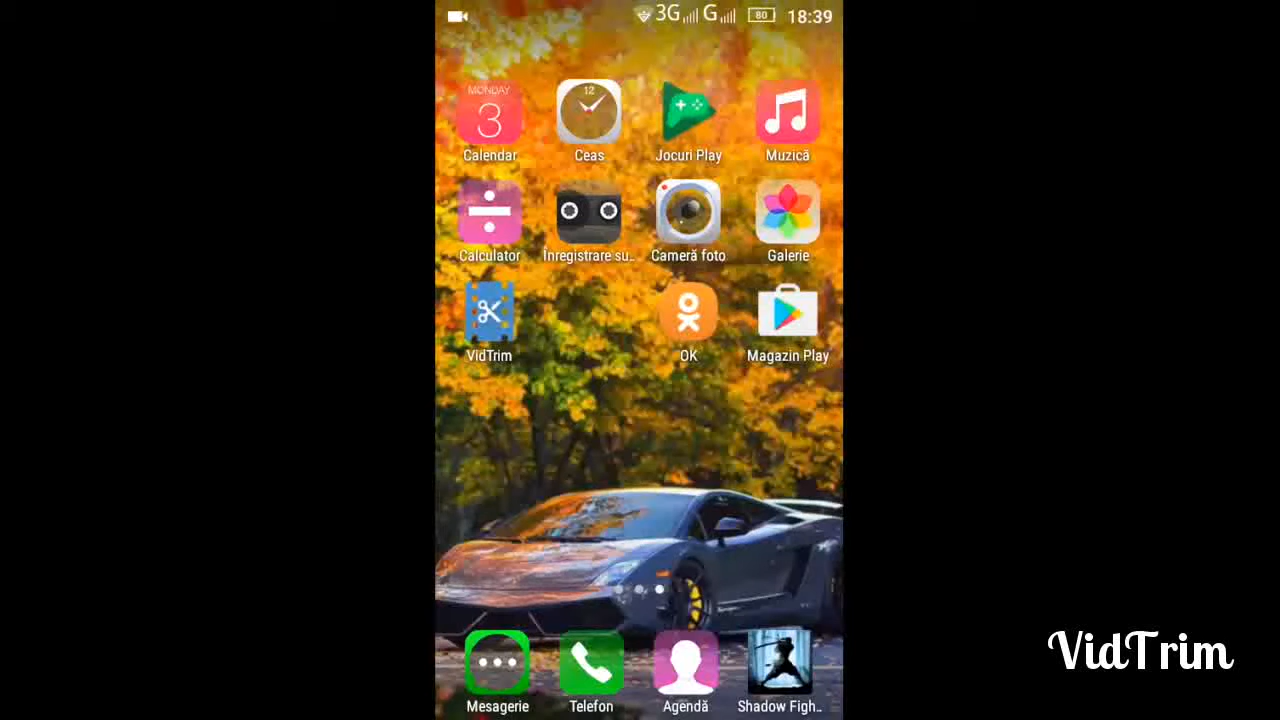 3G G 80 18:39
MONDAY
3
12
Calendar Ceas Jocuri Play Muzică
Calculator Înregistrare su.. Cameră foto Galerie
VidTrim OK Magazin Play
Mesagerie Telefon Agendă Shadow Figh..
VidTrim